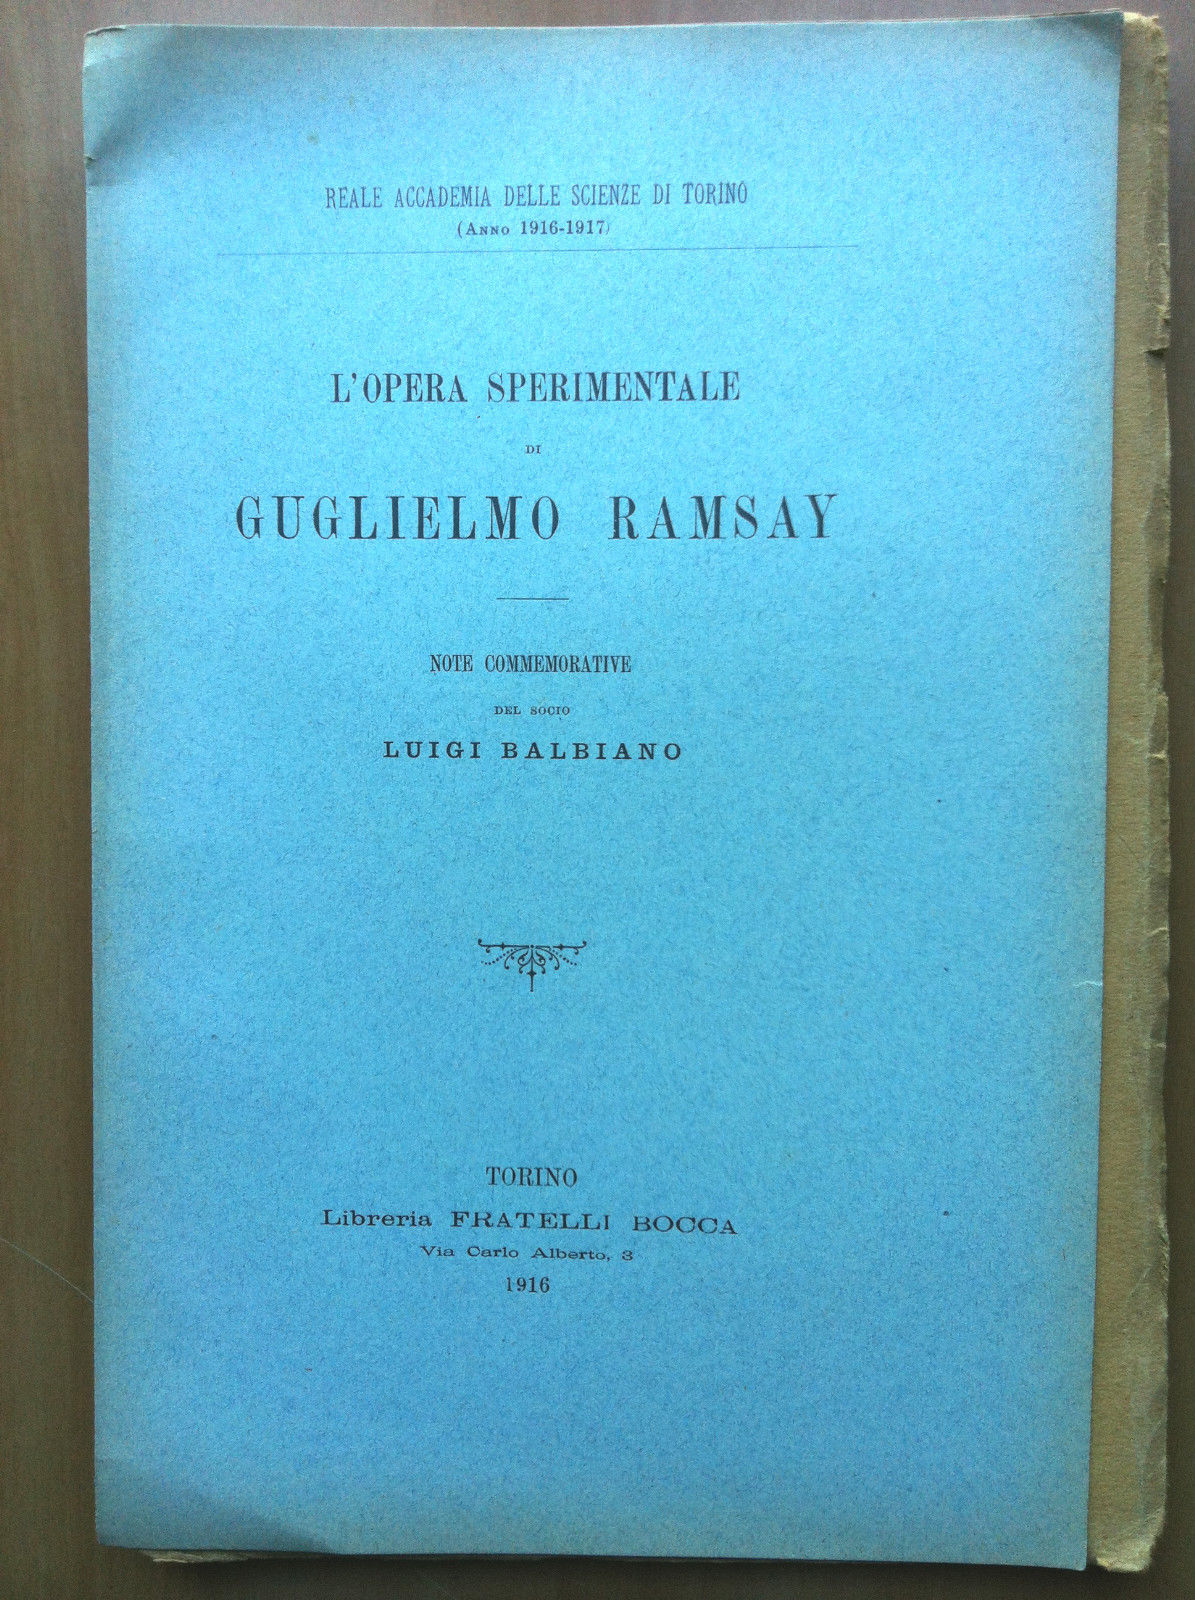 REALE ACCADEMIA DELLE SCIENZE DI TORINO
(ANNO 1916-1917)
L'OPERA SPERIMENTALE
DI
GUGLIELMO RAMSAY
NOTE COMMEMORATIVE
DEL SOCIO
LUIGI BALBIANO
TORINO
Libreria FRATELLI BOCCA
Via Carlo Alberto, 3
1916